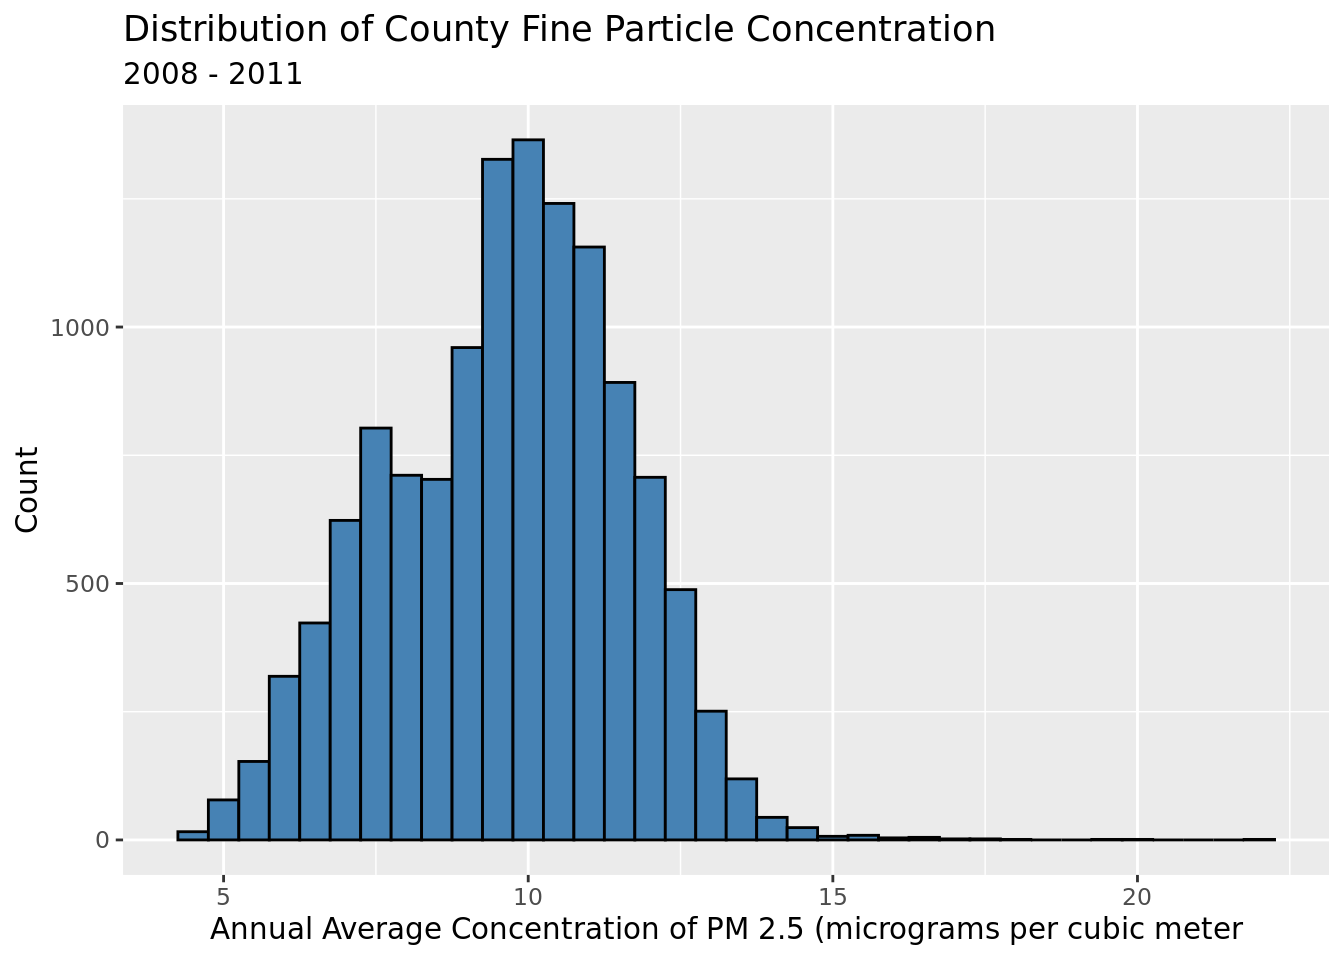 Distribution of County Fine Particle Concentration
2008 - 2011
Count
1000
500
0
5 10 15 20
Annual Average Concentration of PM 2.5 (micrograms per cubic meter